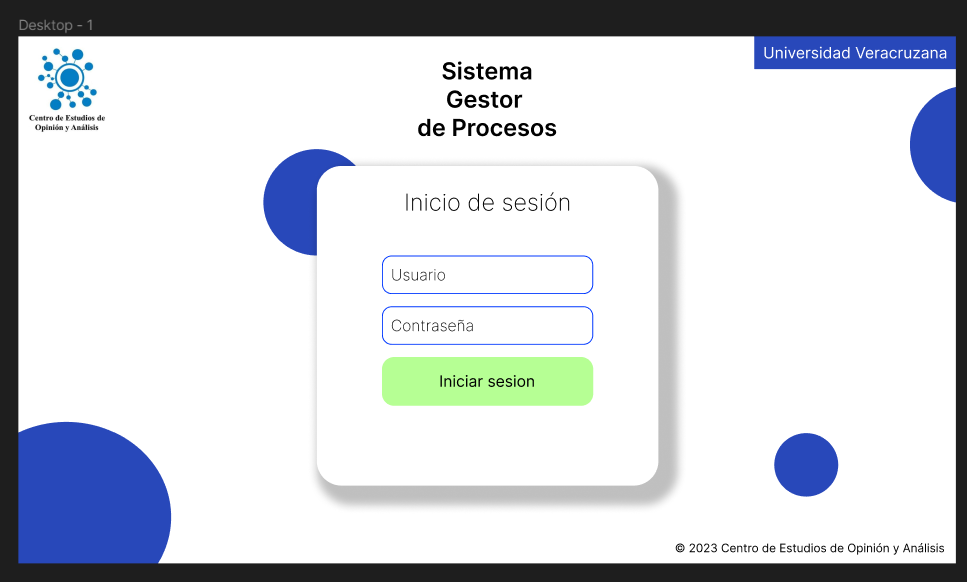 Desktop - 1
Centro de Estudios de
Opinión y Análisis
Sistema
Gestor
de Procesos
Universidad Veracruzana
Inicio de sesión
Usuario
Contraseña
Iniciar sesion
© 2023 Centro de Estudios de Opinión y Análisis